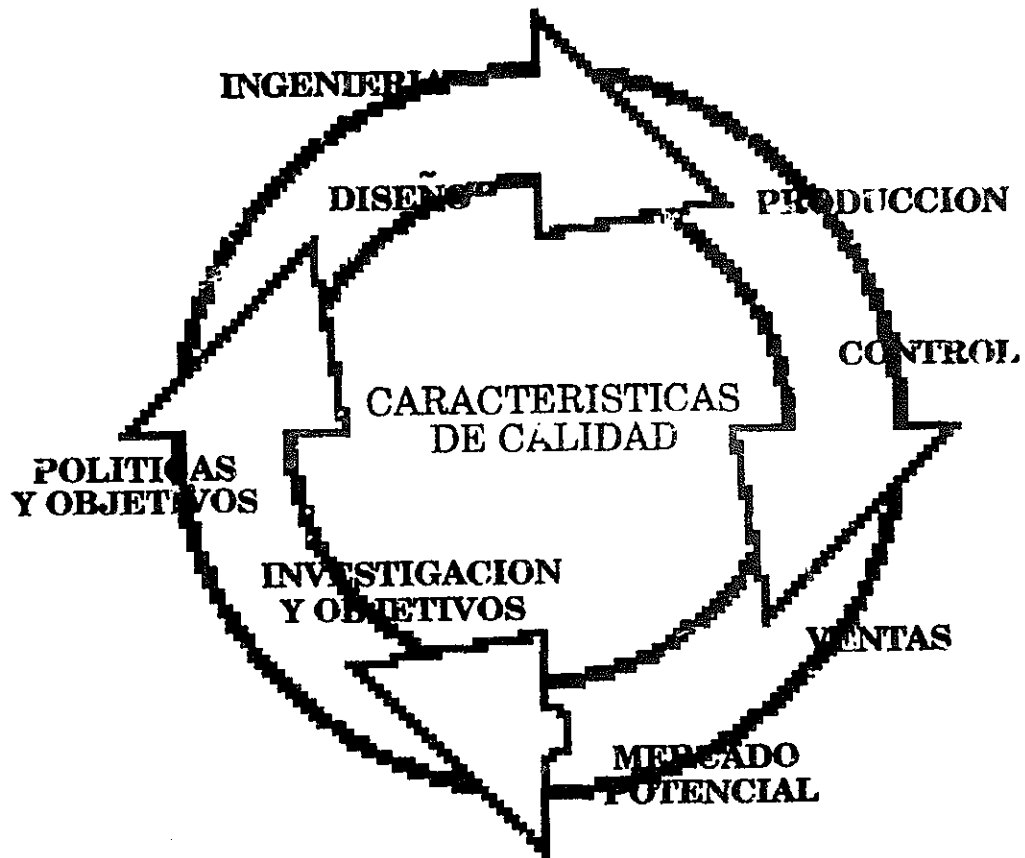 INGENIERIA
DISEÑO
PRODUCCION
CONTROL
CARACTERISTICAS
DE CALIDAD
POLITICAS
Y OBJETIVOS
INVESTIGACION
Y OBJETIVOS
VENTAS
MERCADO
POTENCIAL